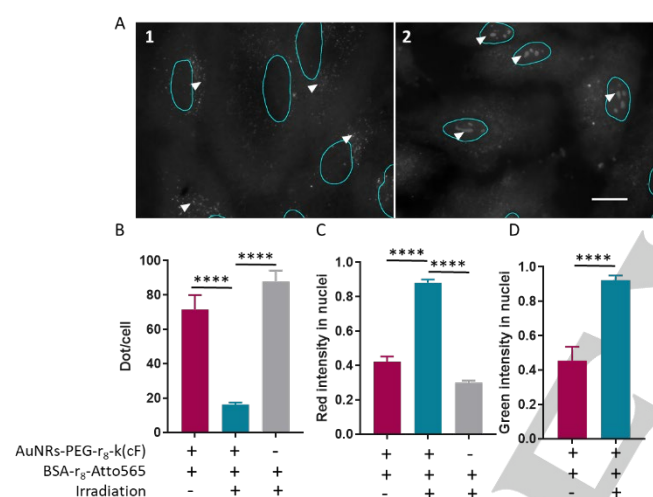 A
1
2
B
C
D
****
****
****
****
****
Dot/cell
80
60
40
20
0
Red intensity in nuclei
1.0
0.8
0.6
0.4
0.2
0.0
Green intensity in nuclei
1.0
0.8
0.6
0.4
0.2
0.0
AuNRs-PEG-r₈-k(cF) + + - + + - + +
BSA-r₈-Atto565 + + + + + + + +
Irradiation - + + - + + - +